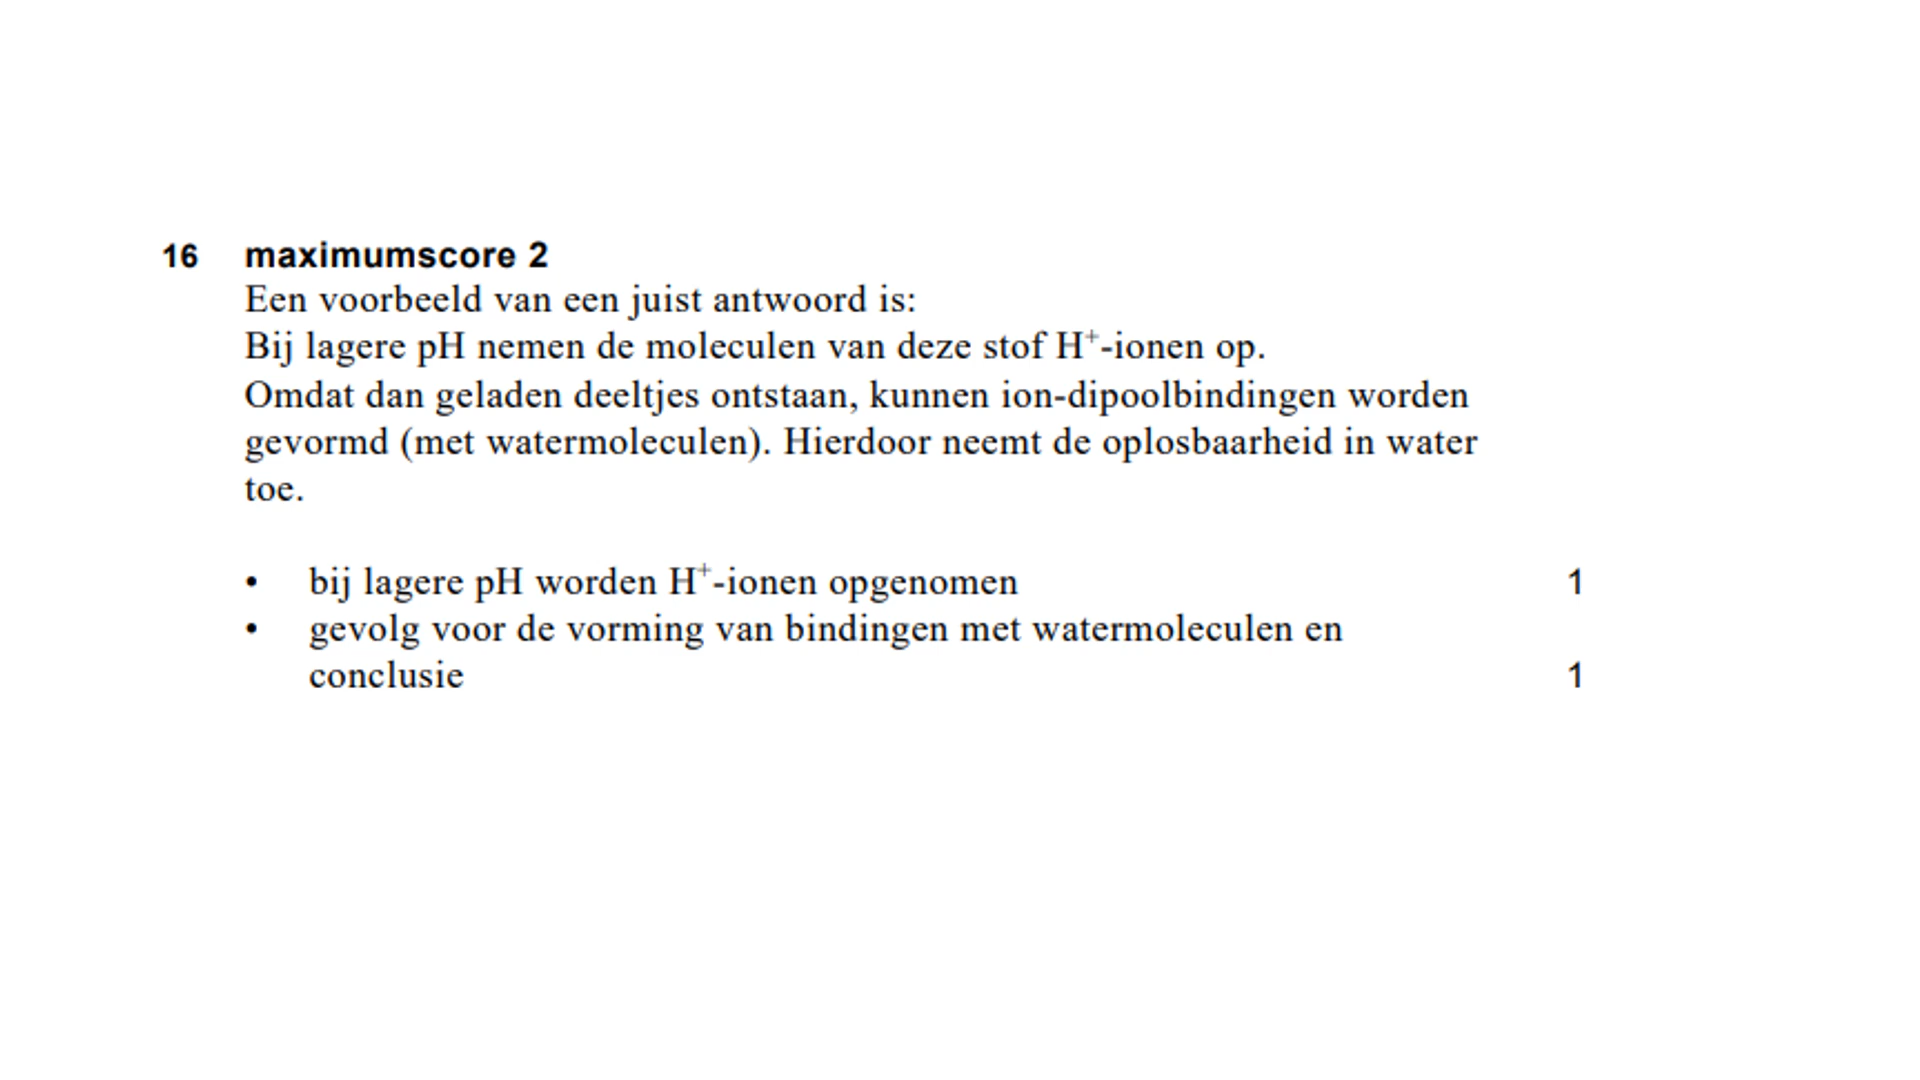 16 maximumscore 2
Een voorbeeld van een juist antwoord is:
Bij lagere pH nemen de moleculen van deze stof H⁺-ionen op.
Omdat dan geladen deeltjes ontstaan, kunnen ion-dipoolbindingen worden
gevormd (met watermoleculen). Hierdoor neemt de oplosbaarheid in water
toe.
• bij lagere pH worden H⁺-ionen opgenomen 1
• gevolg voor de vorming van bindingen met watermoleculen en
conclusie 1